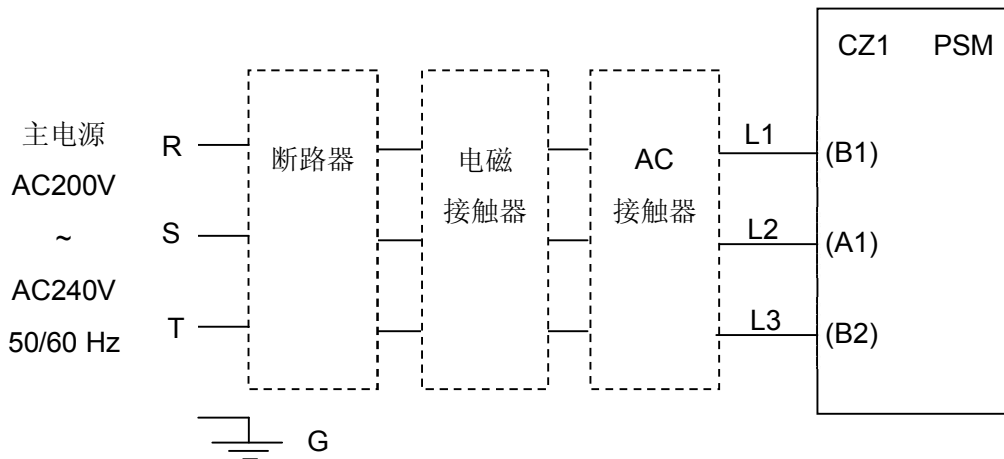 CZ1 PSM
主电源
AC200V
~
AC240V
50/60 Hz
R
S
T
G
断路器
电磁
接触器
AC
接触器
L1
L2
L3
(B1)
(A1)
(B2)